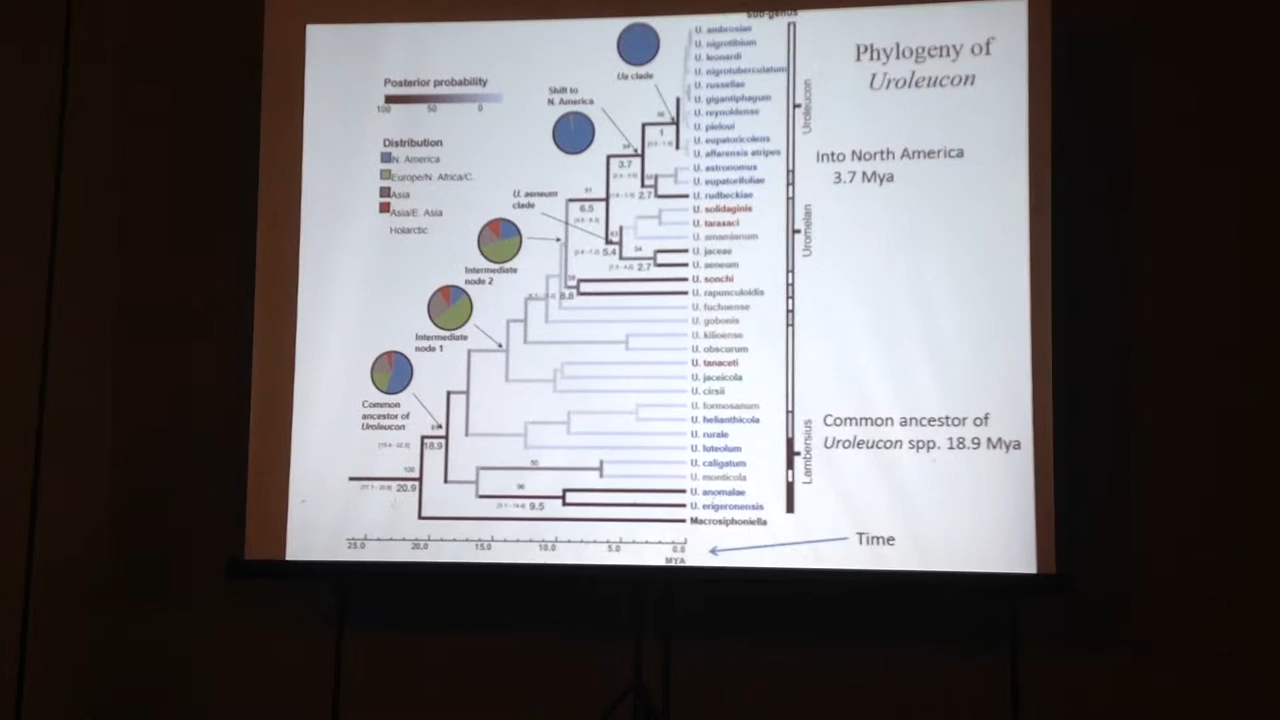 Sub-genus
Phylogeny of
Uroleucon
Posterior probability
100 50 0
Distribution
N. America
Europe/N. Africa/C.
Asia
Asia/E. Asia
Holarctic
Ua clade
Shift to
N. America
U. aeneum
clade
Intermediate
node 2
Intermediate
node 1
Common
ancestor of
Uroleucon
U. ambrosiae
U. nigrotibium
U. leonardi
U. nigrotuberculatum
U. russellae
U. gigantiphagum
U. reynoldense
U. pieloui
U. eupatoricolens
U. affarensis atripes
U. astronomus
U. eupatorifoliae
U. rudbeckiae
U. solidaginis
U. taraxaci
U. amamianum
U. jaceae
U. aeneum
U. sonchi
U. rapunculoidis
U. fuchuense
U. gobonis
U. kikioense
U. obscurum
U. tanaceti
U. jaceicola
U. cirsii
U. formosanum
U. helianthicola
U. rurale
U. luteolum
U. caligatum
U. monticola
U. anomalae
U. erigeronensis
Macrosiphoniella
1
3.7
2.7
6.5
5.4
2.7
8.8
18.9
20.9
9.5
Uroleucon
Uromelan
Lambersius
Into North America
3.7 Mya
Common ancestor of
Uroleucon spp. 18.9 Mya
Time
25.0 20.0 15.0 10.0 5.0 0.0
MYA